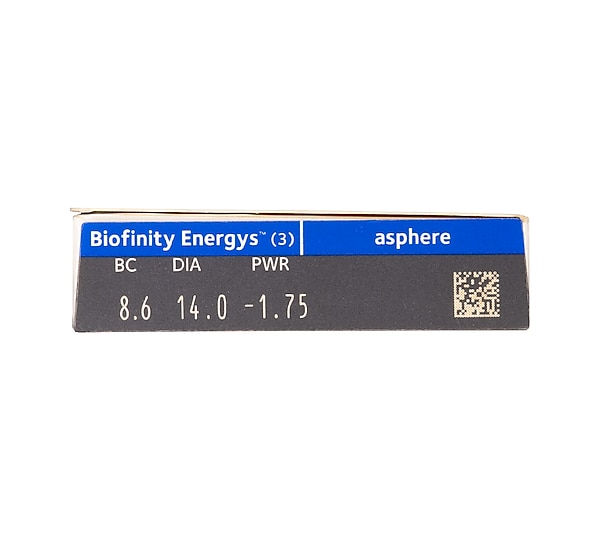 Biofinity Energys™ (3) asphere
BC DIA PWR
8.6 14.0 -1.75